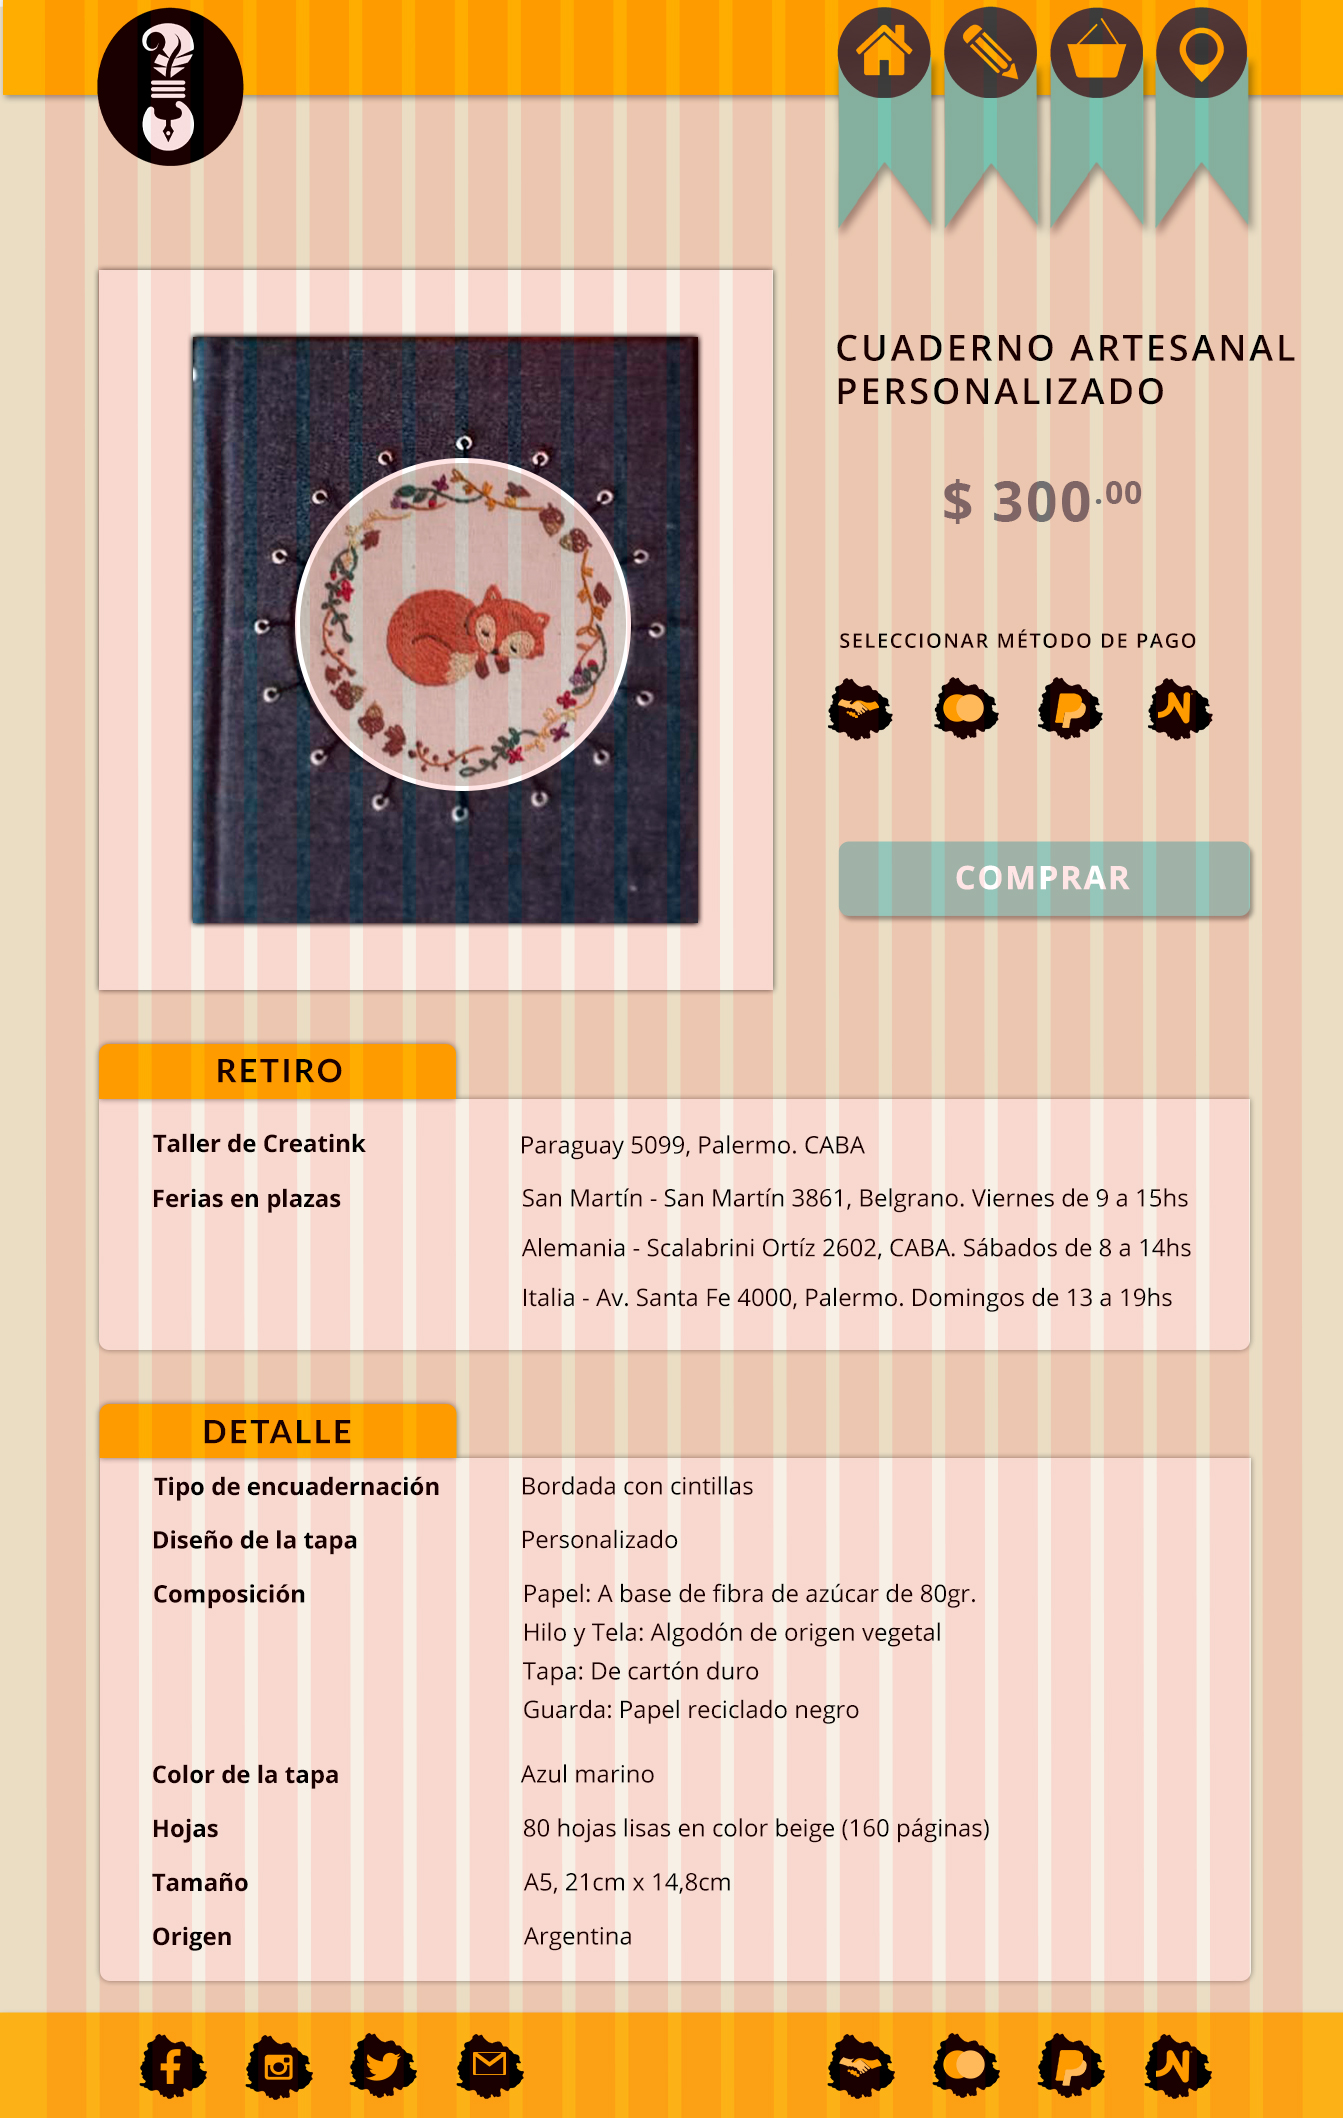 CUADERNO ARTESANAL
PERSONALIZADO
$ 300.00
SELECCIONAR MÉTODO DE PAGO
COMPRAR
RETIRO
Taller de Creatink Paraguay 5099, Palermo. CABA
Ferias en plazas San Martín - San Martín 3861, Belgrano. Viernes de 9 a 15hs
Alemania - Scalabrini Ortíz 2602, CABA. Sábados de 8 a 14hs
Italia - Av. Santa Fe 4000, Palermo. Domingos de 13 a 19hs
DETALLE
Tipo de encuadernación Bordada con cintillas
Diseño de la tapa Personalizado
Composición Papel: A base de fibra de azúcar de 80gr.
Hilo y Tela: Algodón de origen vegetal
Tapa: De cartón duro
Guarda: Papel reciclado negro
Color de la tapa Azul marino
Hojas 80 hojas lisas en color beige (160 páginas)
Tamaño A5, 21cm x 14,8cm
Origen Argentina